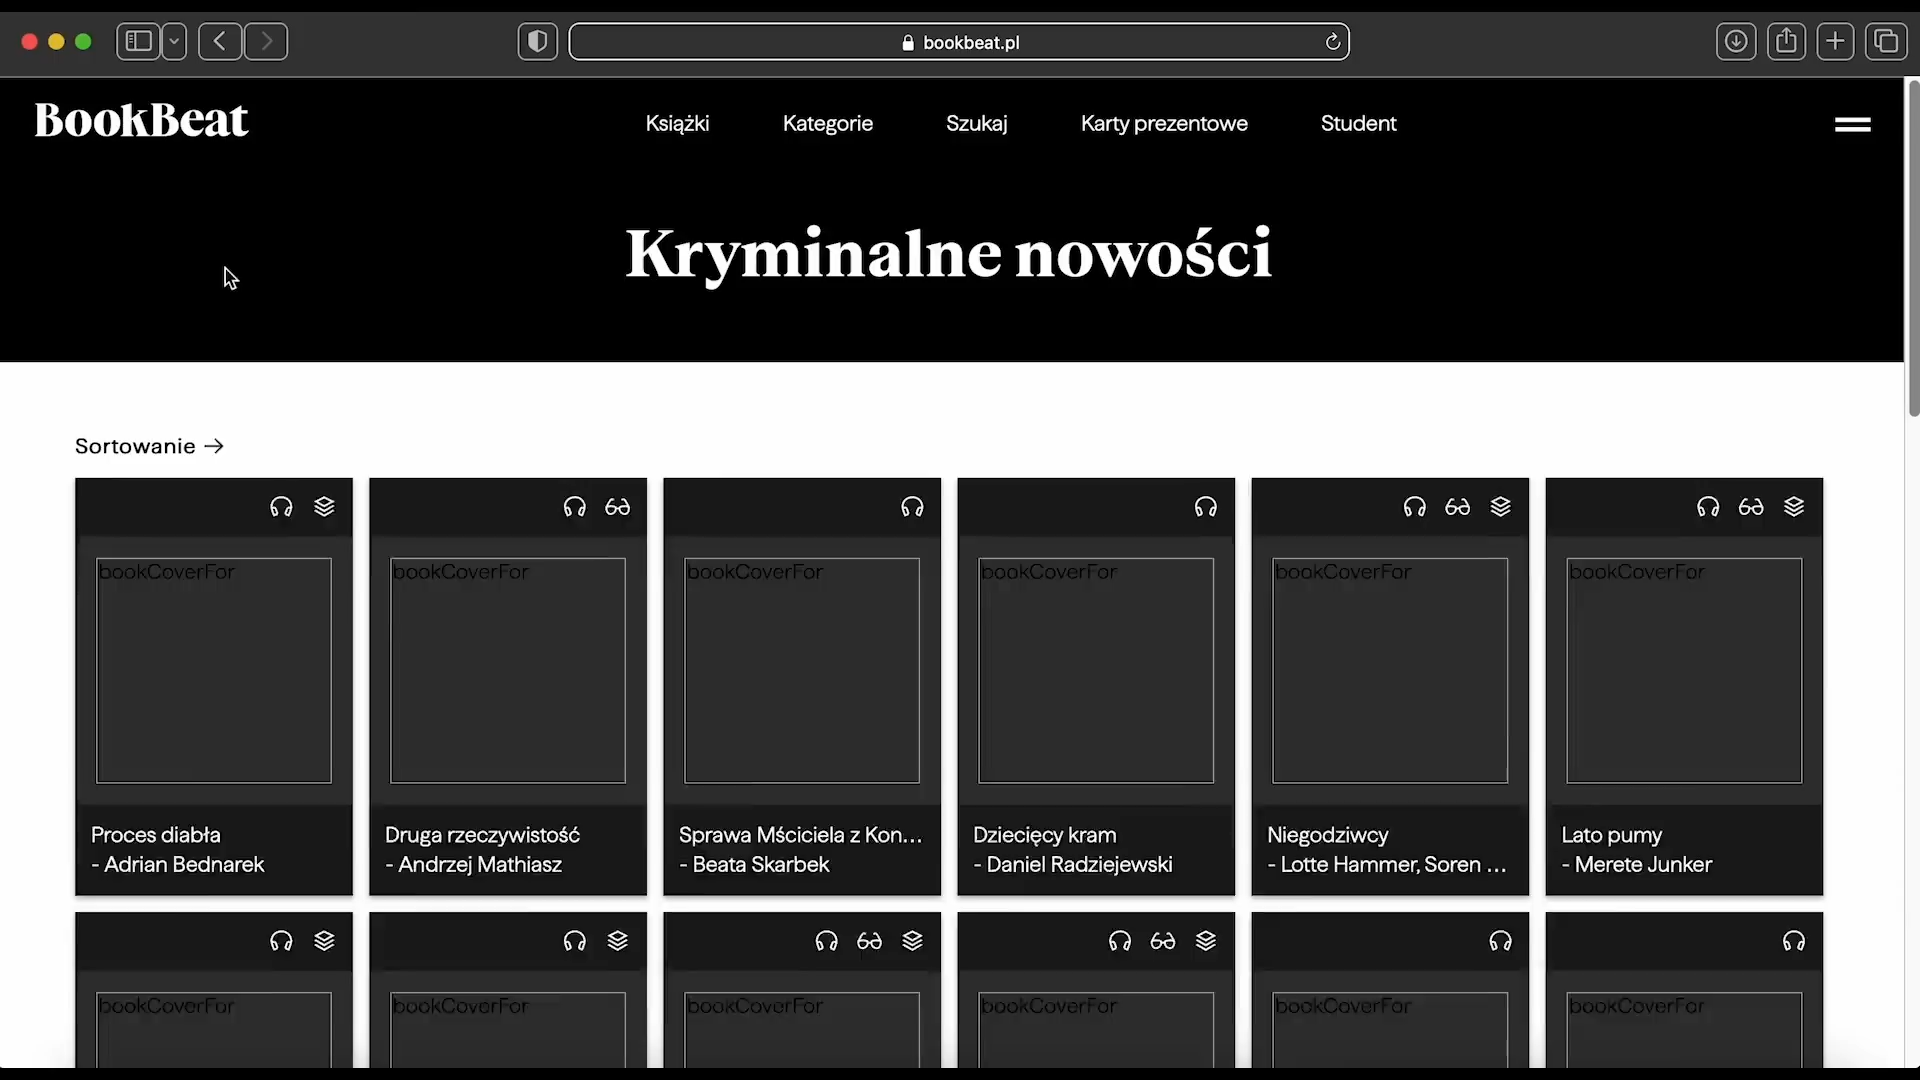 bookbeat.pl
BookBeat
Książki
Kategorie
Szukaj
Karty prezentowe
Student
Kryminalne nowości
Sortowanie →
bookCoverFor
bookCoverFor
bookCoverFor
bookCoverFor
bookCoverFor
bookCoverFor
Proces diabła
- Adrian Bednarek
Druga rzeczywistość
- Andrzej Mathiasz
Sprawa Mściciela z Kon...
- Beata Skarbek
Dziecięcy kram
- Daniel Radziejewski
Niegodziwcy
- Lotte Hammer, Soren ...
Lato pumy
- Merete Junker
bookCoverFor
bookCoverFor
bookCoverFor
bookCoverFor
bookCoverFor
bookCoverFor